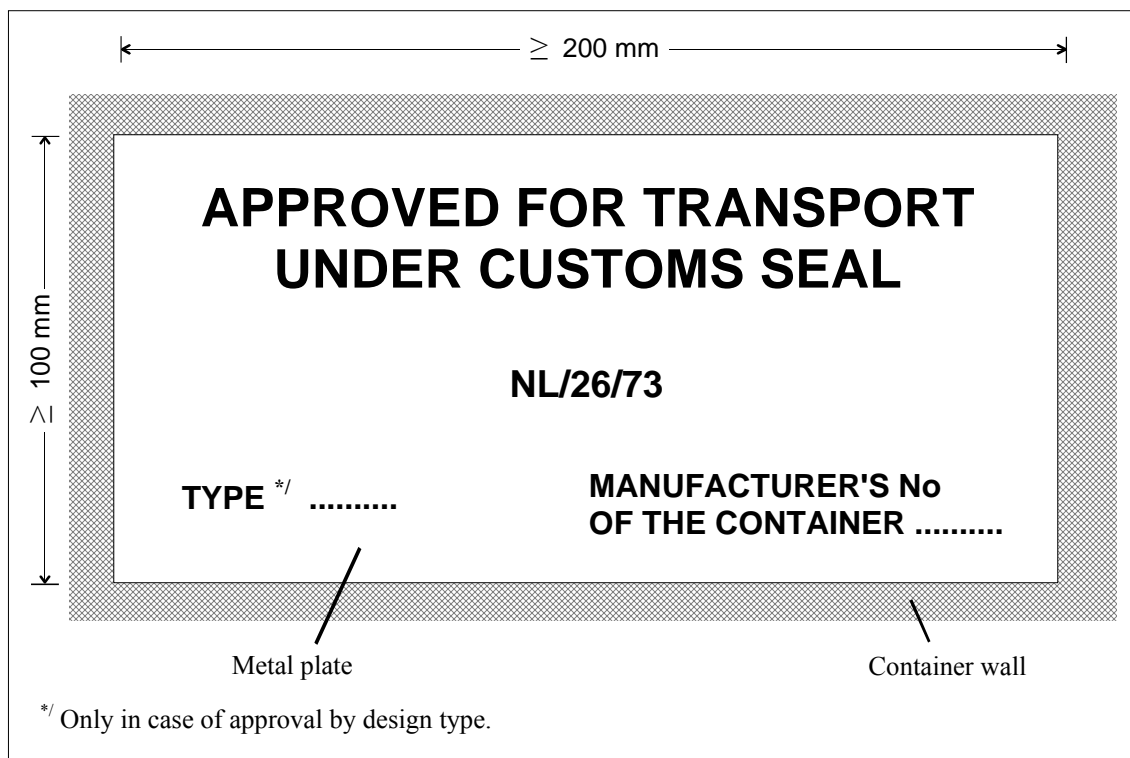 ≥ 200 mm
≥ 100 mm
APPROVED FOR TRANSPORT
UNDER CUSTOMS SEAL
NL/26/73
TYPE */ ..........
MANUFACTURER'S No
OF THE CONTAINER ..........
Metal plate
Container wall
*/ Only in case of approval by design type.